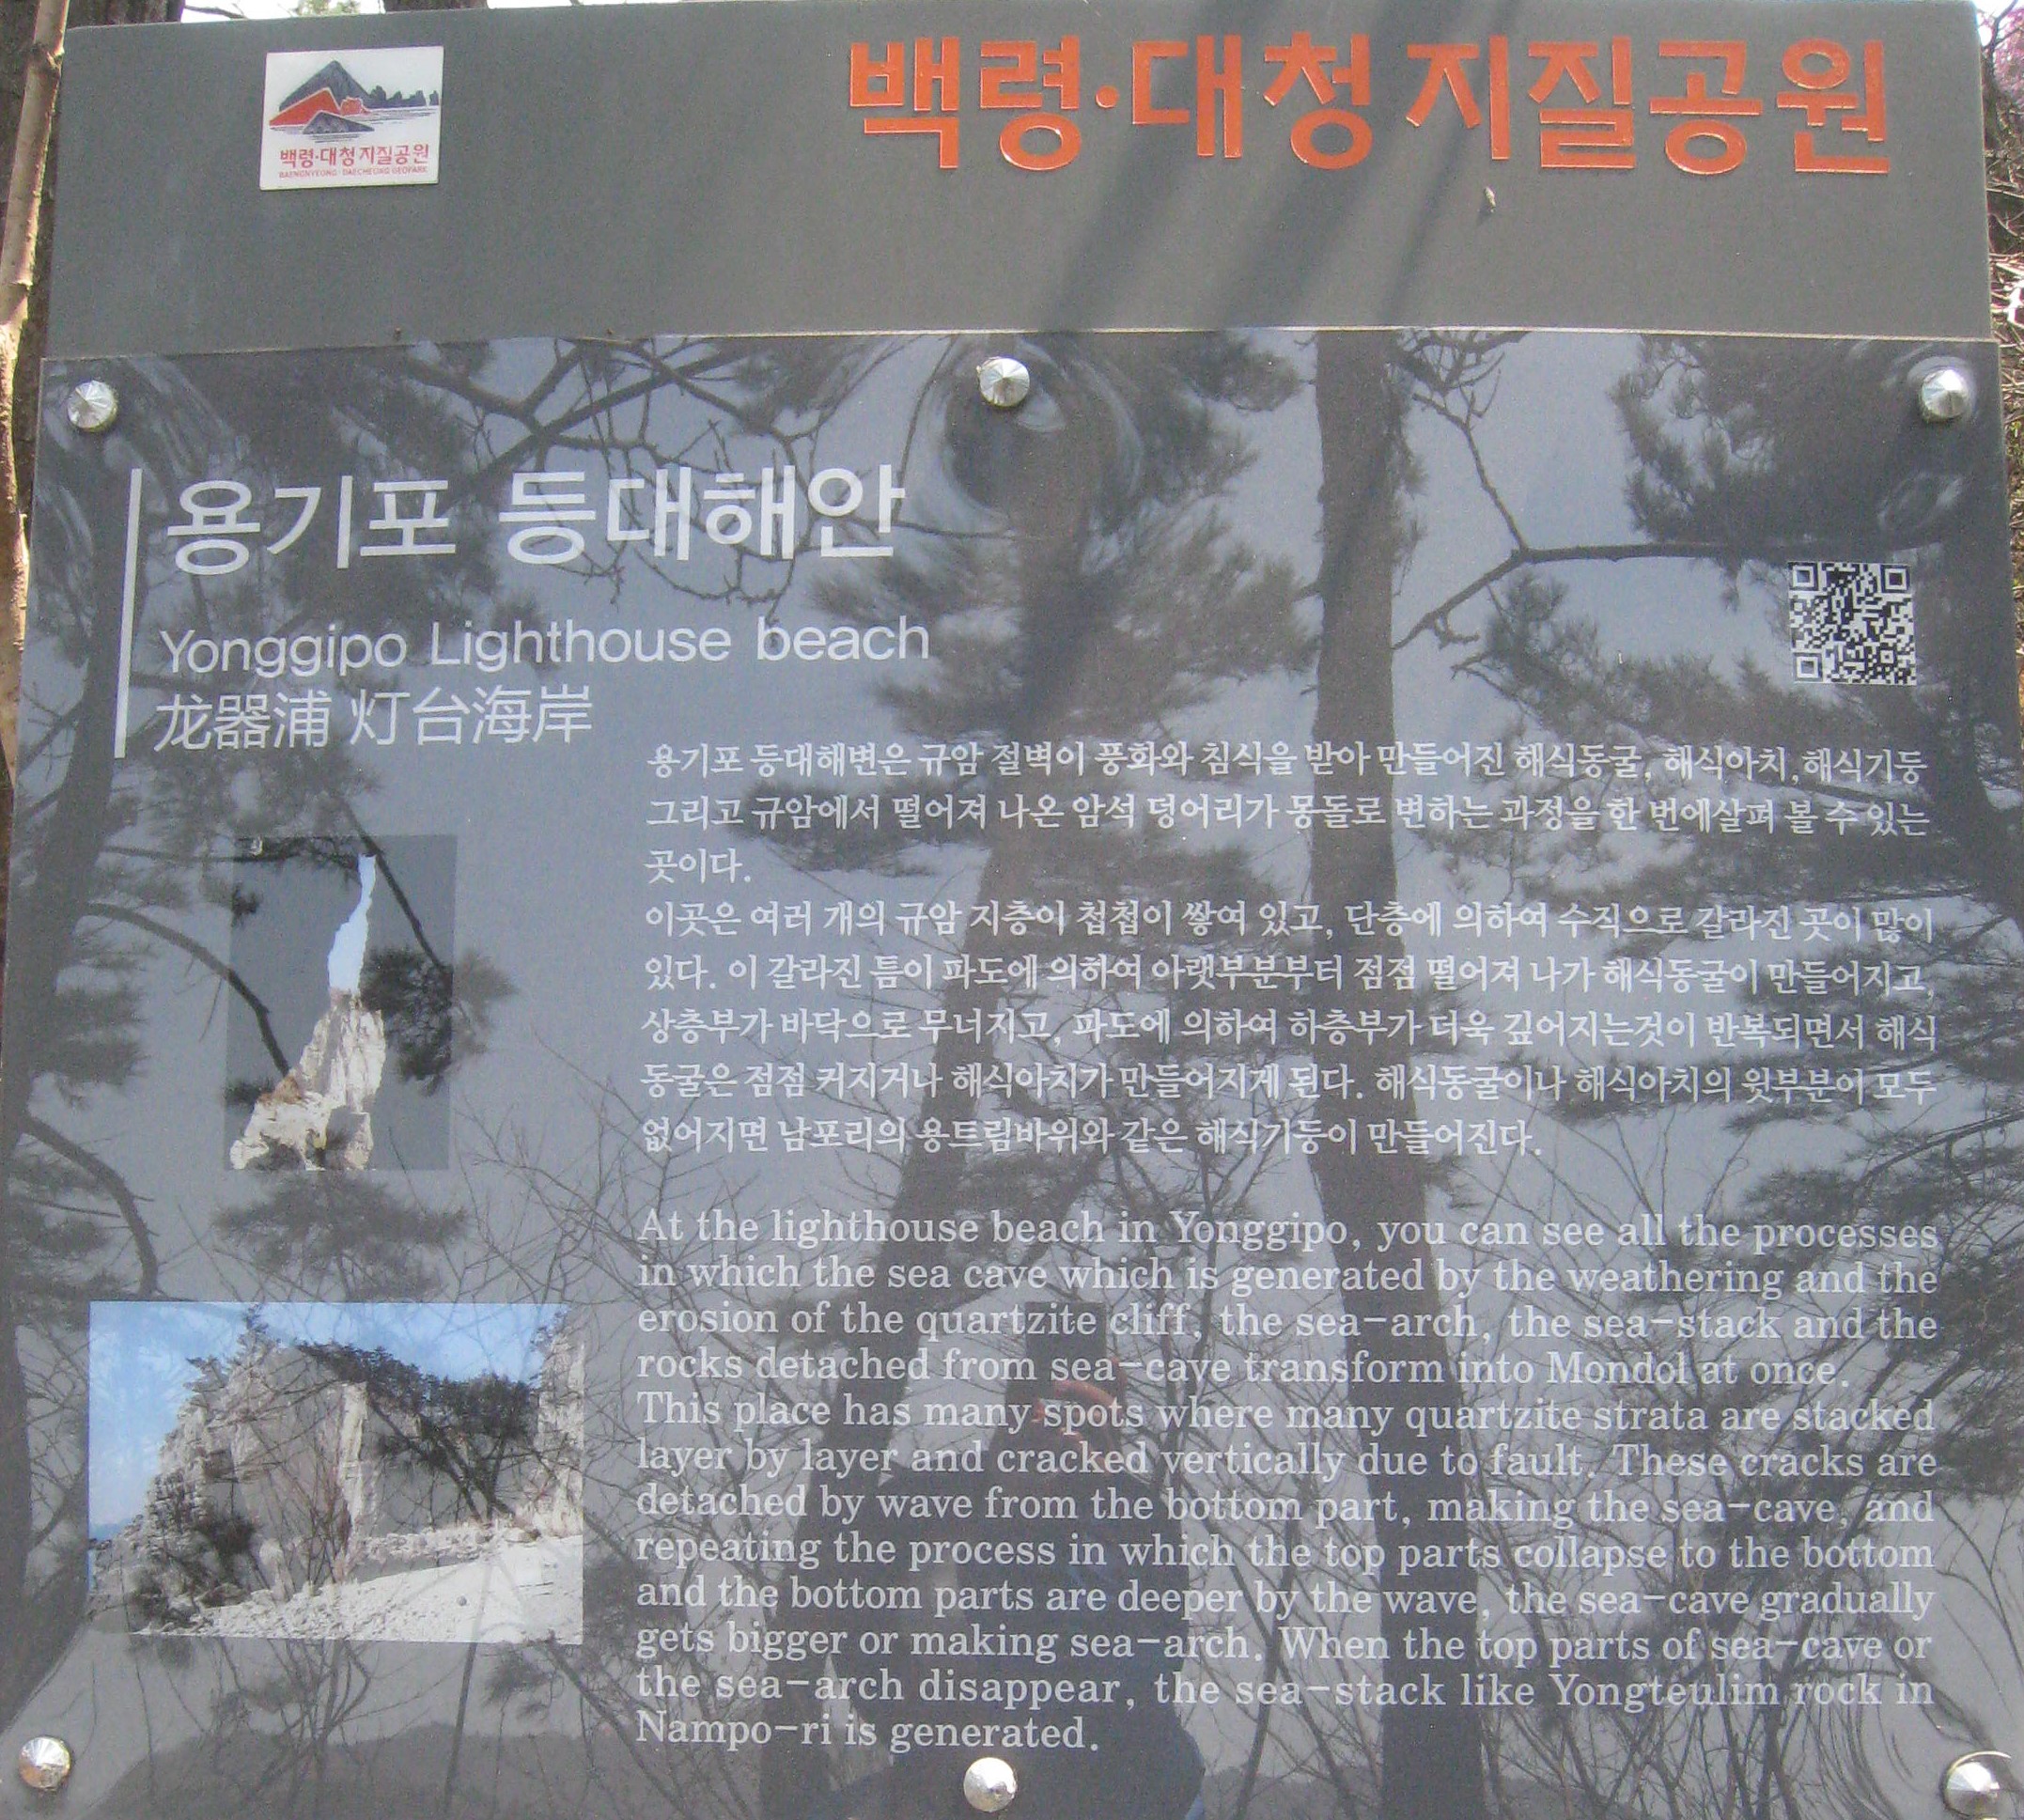 백령·대청 지질공원
BAENGNYEONG·DAECHEONG GEOPARK
백령·대청 지질공원
용기포 등대해안
Yonggipo Lighthouse beach
龙器浦 灯台海岸
용기포 등대해변은 규암 절벽이 풍화와 침식을 받아 만들어진 해식동굴, 해식아치,해식기둥
그리고 규암에서 떨어져 나온 암석 덩어리가 몽돌로 변하는 과정을 한 번에살펴 볼 수 있는
곳이다.
이곳은 여러 개의 규암 지층이 첩첩이 쌓여 있고, 단층에 의하여 수직으로 갈라진 곳이 많이
있다. 이 갈라진 틈이 파도에 의하여 아랫부분부터 점점 떨어져 나가 해식동굴이 만들어지고,
상층부가 바닥으로 무너지고, 파도에 의하여 하층부가 더욱 깊어지는것이 반복되면서 해식
동굴은 점점 커지거나 해식아치가 만들어지게 된다. 해식동굴이나 해식아치의 윗부분이 모두
없어지면 남포리의 용트림바위와 같은 해식기둥이 만들어진다.
At the lighthouse beach in Yonggipo, you can see all the processes
in which the sea cave which is generated by the weathering and the
erosion of the quartzite cliff, the sea-arch, the sea-stack and the
rocks detached from sea-cave transform into Mondol at once.
This place has many spots where many quartzite strata are stacked
layer by layer and cracked vertically due to fault. These cracks are
detached by wave from the bottom part, making the sea-cave, and
repeating the process in which the top parts collapse to the bottom
and the bottom parts are deeper by the wave, the sea-cave gradually
gets bigger or making sea-arch. When the top parts of sea-cave or
the sea-arch disappear, the sea-stack like Yongteulim rock in
Nampo-ri is generated.